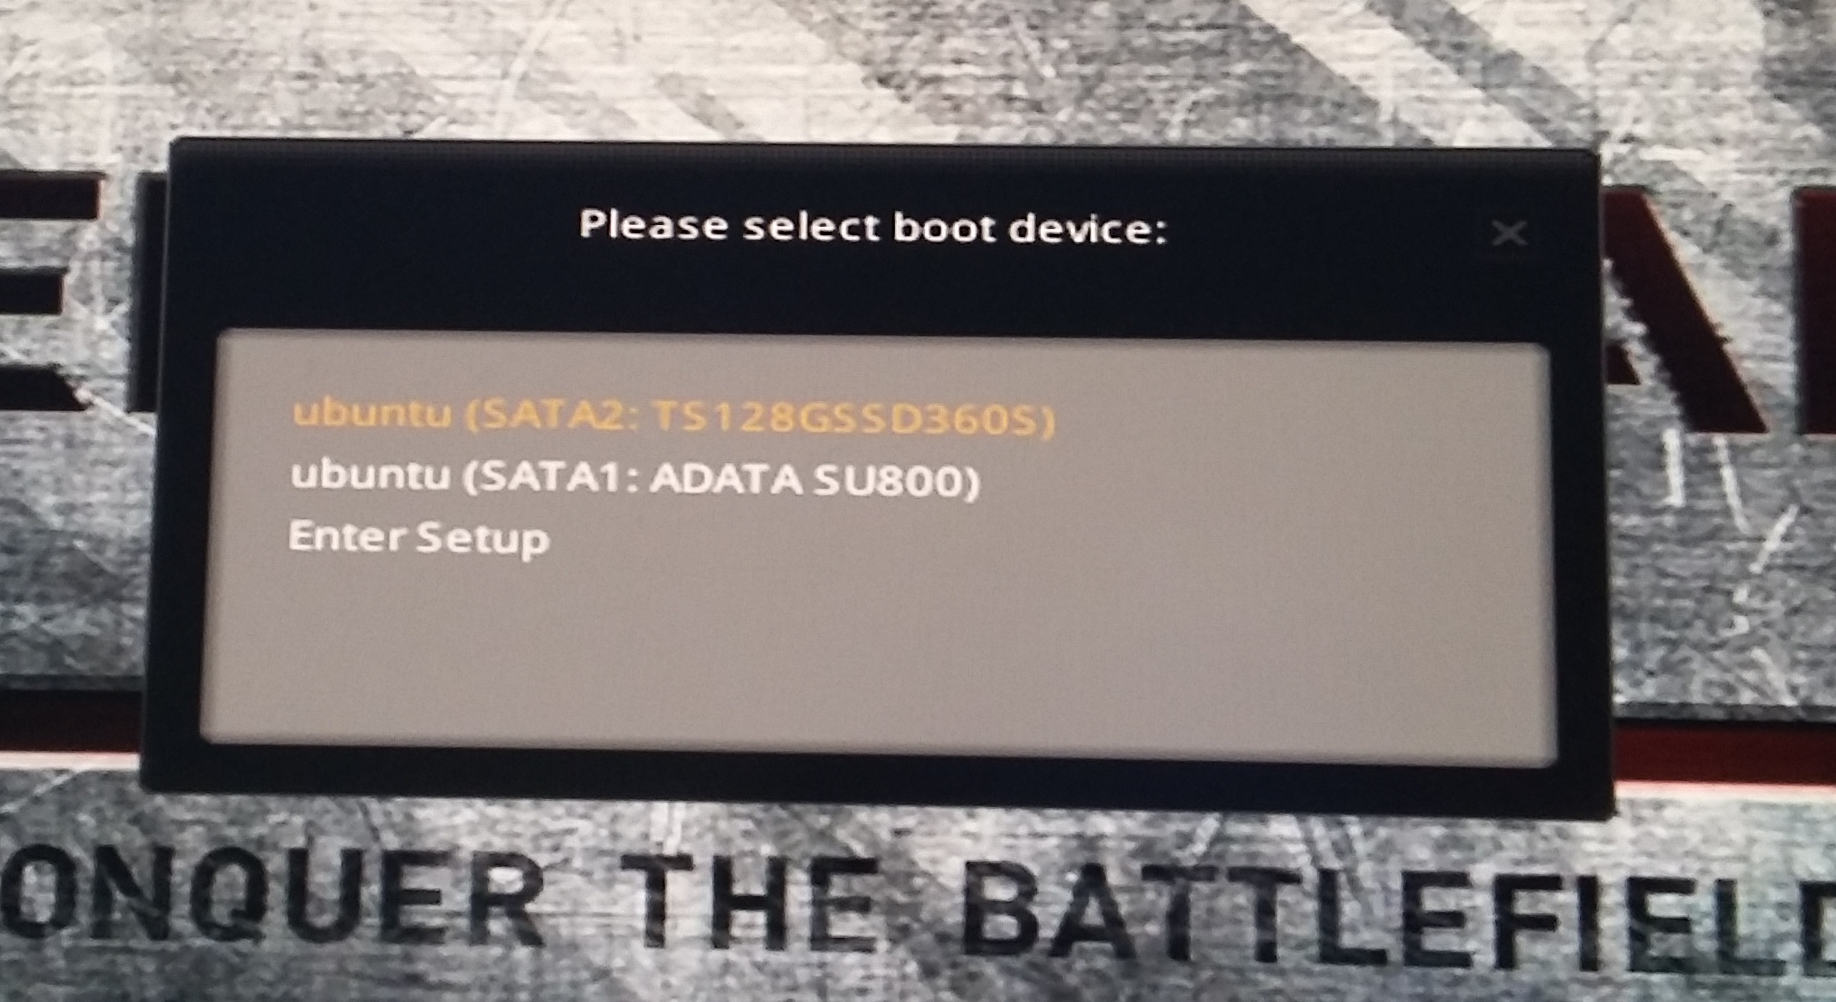 Please select boot device:
ubuntu (SATA2: TS128GSSD360S)
ubuntu (SATA1: ADATA SU800)
Enter Setup
ONQUER THE BATTLEFIELD